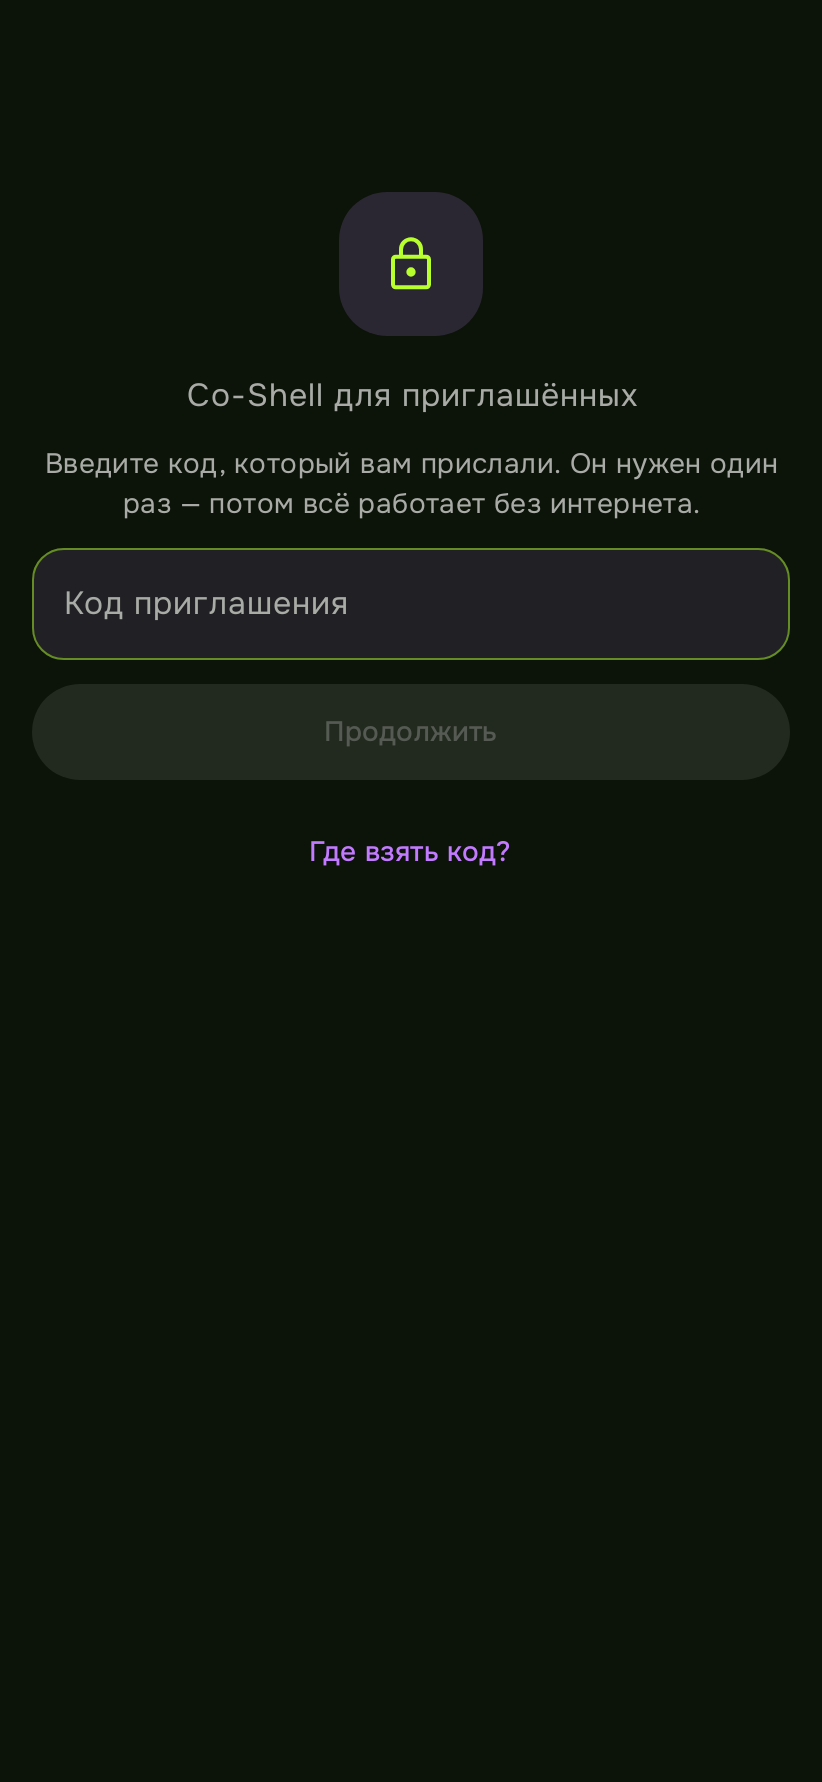 Co-Shell для приглашённых
Введите код, который вам прислали. Он нужен один
раз — потом всё работает без интернета.
Код приглашения
Продолжить
Где взять код?